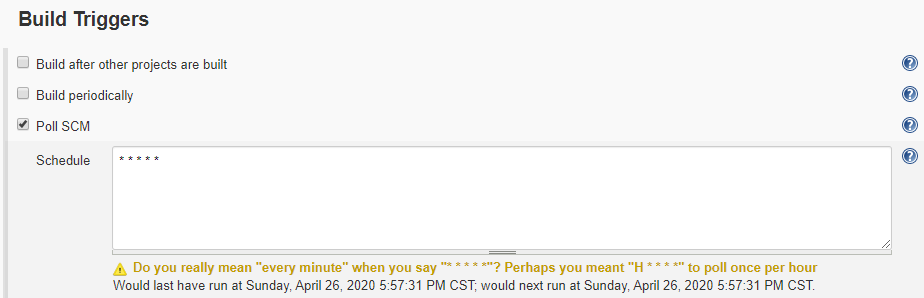 Build Triggers
Build after other projects are built
Build periodically
Poll SCM
Schedule
* * * * *
Do you really mean "every minute" when you say "* * * * *"? Perhaps you meant "H * * * *" to poll once per hour
Would last have run at Sunday, April 26, 2020 5:57:31 PM CST; would next run at Sunday, April 26, 2020 5:57:31 PM CST.